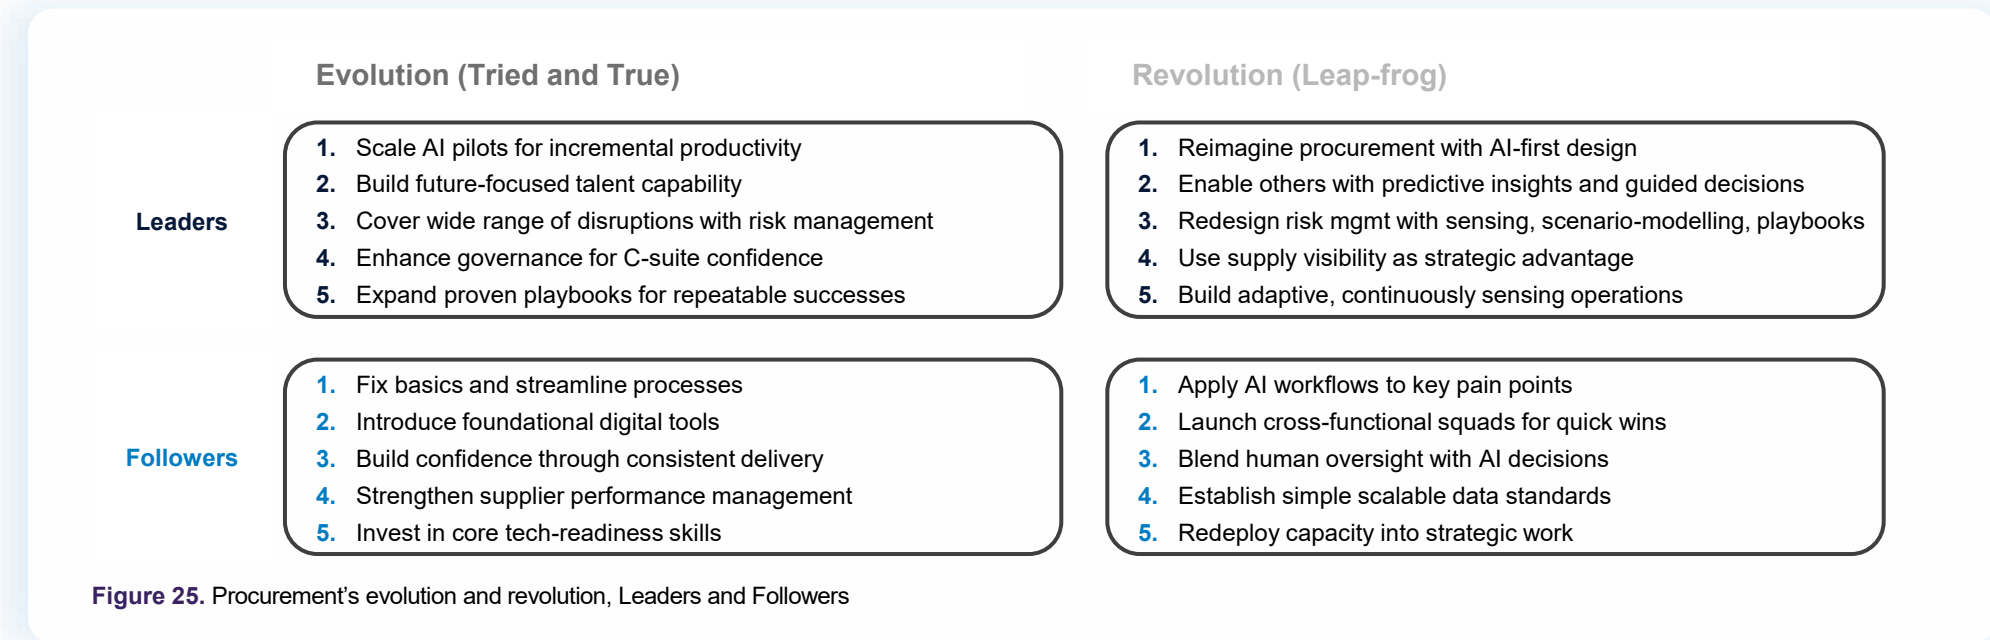 Evolution (Tried and True)
Revolution (Leap-frog)
Leaders
1. Scale AI pilots for incremental productivity
2. Build future-focused talent capability
3. Cover wide range of disruptions with risk management
4. Enhance governance for C-suite confidence
5. Expand proven playbooks for repeatable successes
1. Reimagine procurement with AI-first design
2. Enable others with predictive insights and guided decisions
3. Redesign risk mgmt with sensing, scenario-modelling, playbooks
4. Use supply visibility as strategic advantage
5. Build adaptive, continuously sensing operations
Followers
1. Fix basics and streamline processes
2. Introduce foundational digital tools
3. Build confidence through consistent delivery
4. Strengthen supplier performance management
5. Invest in core tech-readiness skills
1. Apply AI workflows to key pain points
2. Launch cross-functional squads for quick wins
3. Blend human oversight with AI decisions
4. Establish simple scalable data standards
5. Redeploy capacity into strategic work
Figure 25. Procurement’s evolution and revolution, Leaders and Followers